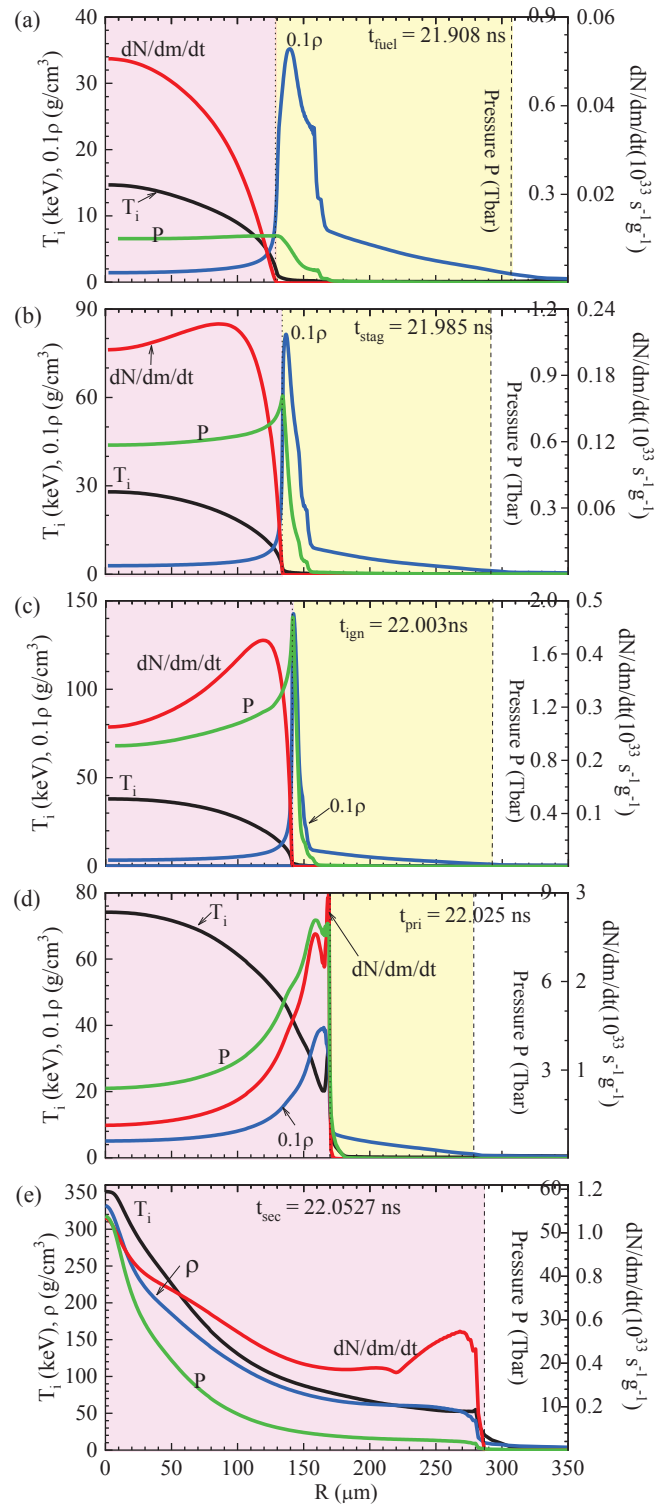 (a)
T_i (keV), 0.1ρ (g/cm³)
40
30
20
10
0
dN/dm/dt
T_i
P
0.1ρ
t_fuel = 21.908 ns
Pressure P (Tbar)
0.9
0.6
0.3
dN/dm/dt(10³³ s⁻¹g⁻¹)
0.06
0.04
0.02
(b)
T_i (keV), 0.1ρ (g/cm³)
90
60
30
0
dN/dm/dt
P
T_i
0.1ρ
t_stag = 21.985 ns
Pressure P (Tbar)
1.2
0.9
0.6
0.3
dN/dm/dt(10³³ s⁻¹g⁻¹)
0.24
0.18
0.12
0.06
(c)
T_i (keV), 0.1ρ (g/cm³)
150
120
80
40
0
dN/dm/dt
P
T_i
0.1ρ
t_ign = 22.003ns
Pressure P (Tbar)
2.0
1.6
1.2
0.8
0.4
dN/dm/dt(10³³ s⁻¹g⁻¹)
0.5
0.4
0.3
0.2
0.1
(d)
T_i (keV), 0.1ρ (g/cm³)
80
60
40
20
0
T_i
P
0.1ρ
t_pri = 22.025 ns
dN/dm/dt
Pressure P (Tbar)
9
6
3
dN/dm/dt(10³³ s⁻¹g⁻¹)
3
2
1
(e)
T_i (keV), ρ (g/cm³)
350
300
250
200
150
100
50
0
T_i
ρ
P
t_sec = 22.0527 ns
dN/dm/dt
Pressure P (Tbar)
60
50
40
30
20
10
0
dN/dm/dt(10³³ s⁻¹g⁻¹)
1.2
1.0
0.8
0.6
0.4
0.2
0 50 100 150 200 250 300 350
R (μm)